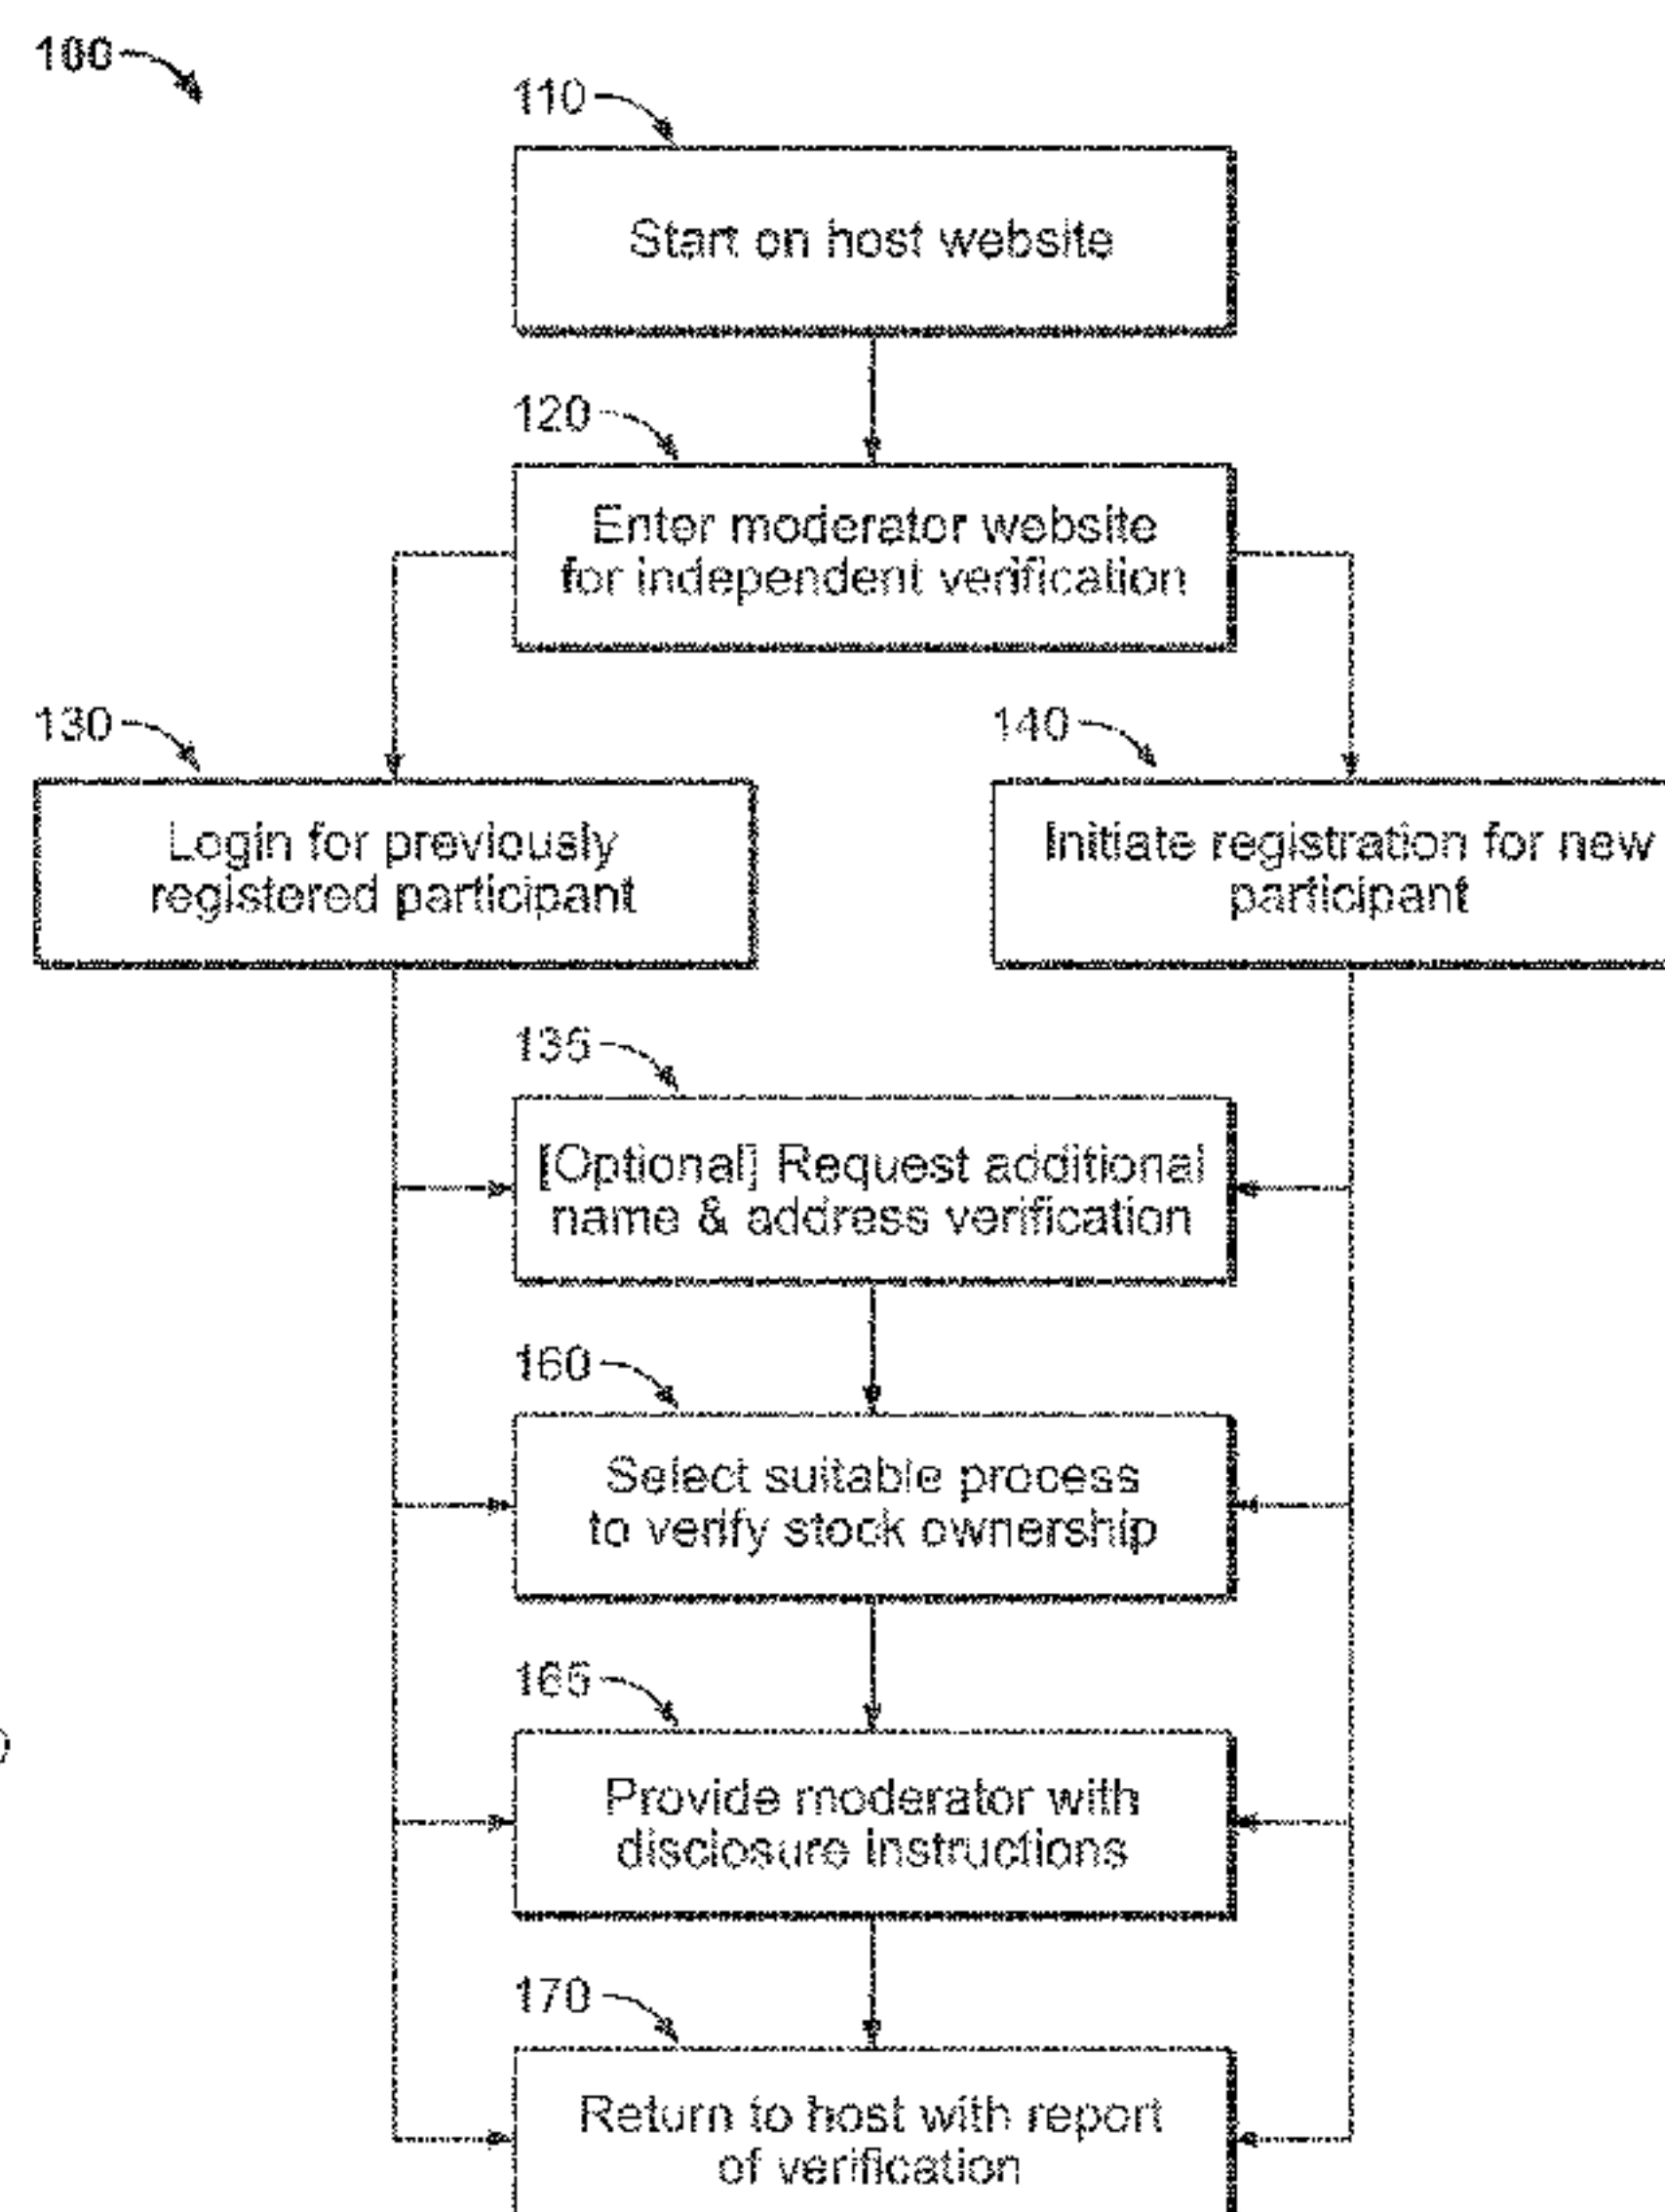 100
110
Start on host website
120
Enter moderator website
for independent verification
130
Login for previously
registered participant
140
Initiate registration for new
participant
135
[Optional] Request additional
name & address verification
160
Select suitable process
to verify stock ownership
165
Provide moderator with
disclosure instructions
170
Return to host with report
of verification